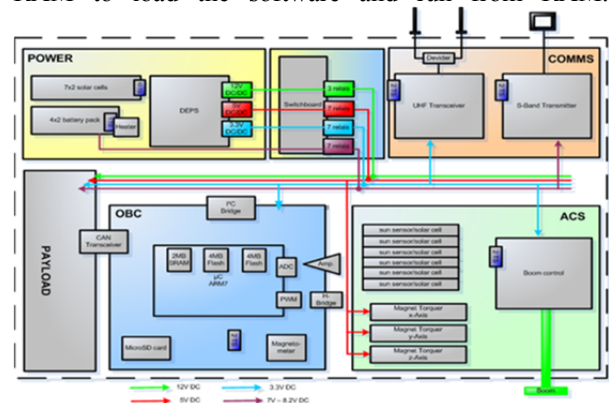 RAM to load the software and run from RAM.
POWER
COMMS
Devider
7x2 solar cells
4x2 battery pack
Heater
DEPS
12V
DC/DC
5V
DC/DC
3.3V
DC/DC
Switchboard
3 relais
7 relais
7 relais
7 relais
UHF Transceiver
S-Band Transmitter
PAYLOAD
CAN
Transceiver
OBC
I²C
Bridge
2MB
SRAM
4MB
Flash
4MB
Flash
µC
ARM7
ADC
PWM
Amp.
H-
Bridge
MicroSD card
Magneto-
meter
ACS
sun sensor/solar cell
sun sensor/solar cell
sun sensor/solar cell
sun sensor/solar cell
sun sensor/solar cell
sun sensor/solar cell
Magnet Torquer
x-Axis
Magnet Torquer
y-Axis
Magnet Torquer
z-Axis
Boom control
Boom
12V DC
3.3V DC
5V DC
7V – 8.2V DC